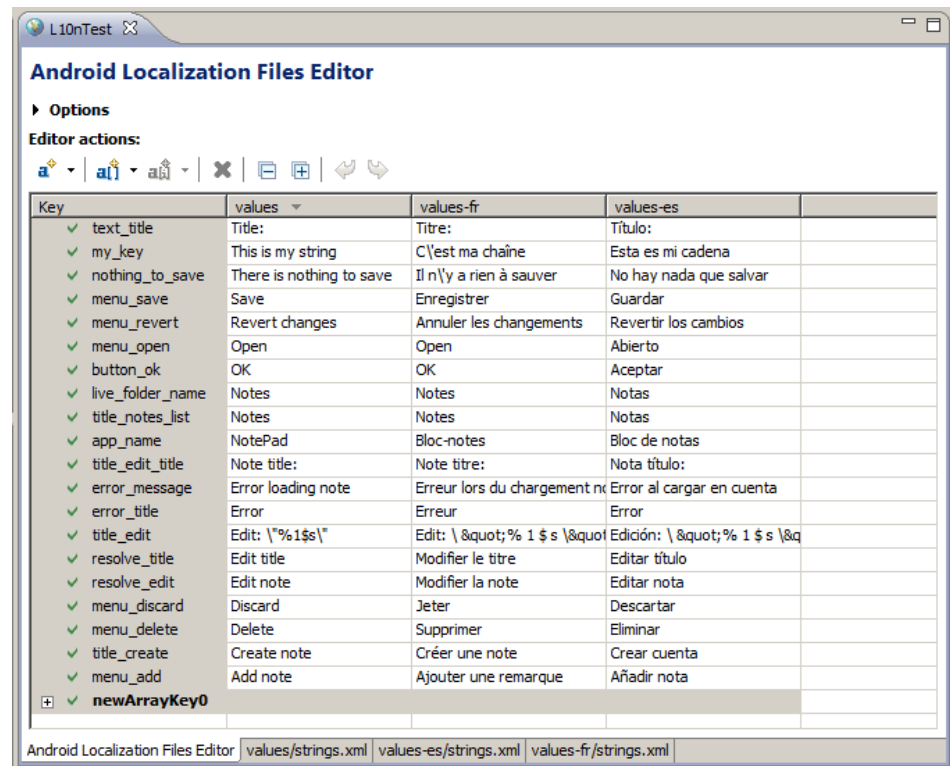 L10nTest
Android Localization Files Editor
Options
Editor actions:
Key values values-fr values-es
text_title Title: Titre: Título:
my_key This is my string C\'est ma chaîne Esta es mi cadena
nothing_to_save There is nothing to save Il n\'y a rien à sauver No hay nada que salvar
menu_save Save Enregistrer Guardar
menu_revert Revert changes Annuler les changements Revertir los cambios
menu_open Open Open Abierto
button_ok OK OK Aceptar
live_folder_name Notes Notes Notas
title_notes_list Notes Notes Notas
app_name NotePad Bloc-notes Bloc de notas
title_edit_title Note title: Note titre: Nota título:
error_message Error loading note Erreur lors du chargement Error al cargar en cuenta
error_title Error Erreur Error
title_edit Edit: \"%1$s\" Edit: \ &quot;% 1 $ s \&quot Edición: \ &quot;% 1 $ s \&q
resolve_title Edit title Modifier le titre Editar título
resolve_edit Edit note Modifier la note Editar nota
menu_discard Discard Jeter Descartar
menu_delete Delete Supprimer Eliminar
title_create Create note Créer une note Crear cuenta
menu_add Add note Ajouter une remarque Añadir nota
newArrayKey0
Android Localization Files Editor values/strings.xml values-es/strings.xml values-fr/strings.xml